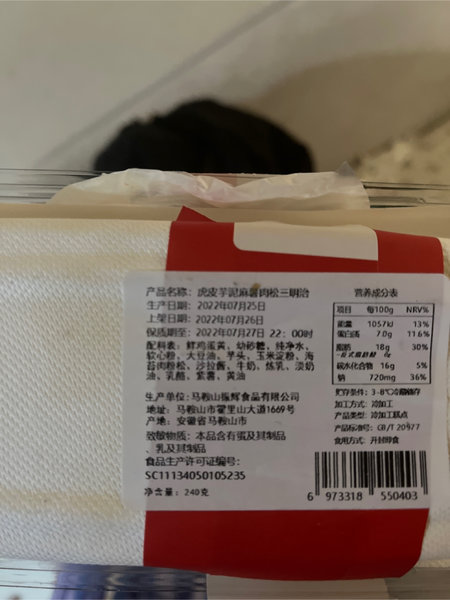 产品名称：虎皮芋泥麻薯肉松三明治
生产日期：2022年07月25日
上架日期：2022年07月26日
保质期至：2022年07月27日 22：00时
配料表：鲜鸡蛋黄、幼砂糖、纯净水、
软心粉、大豆油、芋头、玉米淀粉、海
苔肉粉松、沙拉酱、牛奶、炼乳、淡奶
油、乳酪、紫薯、黄油
生产单位：马鞍山振辉食品有限公司
地址：马鞍山市霍里山大道1669号
产地：安徽省马鞍山市
致敏物质：本品含有蛋及其制品
、乳及其制品
食品生产许可证编号：
SC11134050105235
净含量：240克
营养成分表
项目 每100g NRV%
能量 1057kJ 13%
蛋白质 7.0g 11.6%
脂肪 18g 30%
碳水化合物 16g 5%
钠 720mg 36%
贮存条件：3-8℃冷藏储存
加工方式：冷加工
产品类型：冷加工糕点
产品标准号：GB/T 20977
食用方式：开封即食
6 973318 550403